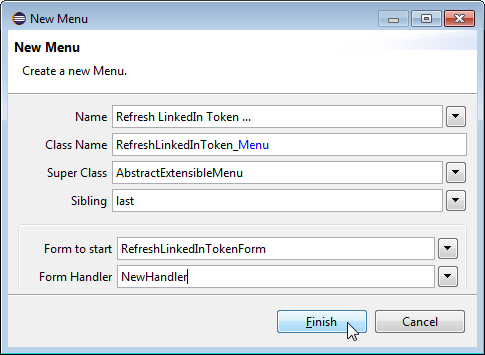 New Menu
New Menu
Create a new Menu.
Name Refresh LinkedIn Token ...
Class Name RefreshLinkedInToken_Menu
Super Class AbstractExtensibleMenu
Sibling last
Form to start RefreshLinkedInTokenForm
Form Handler NewHandler
Finish Cancel